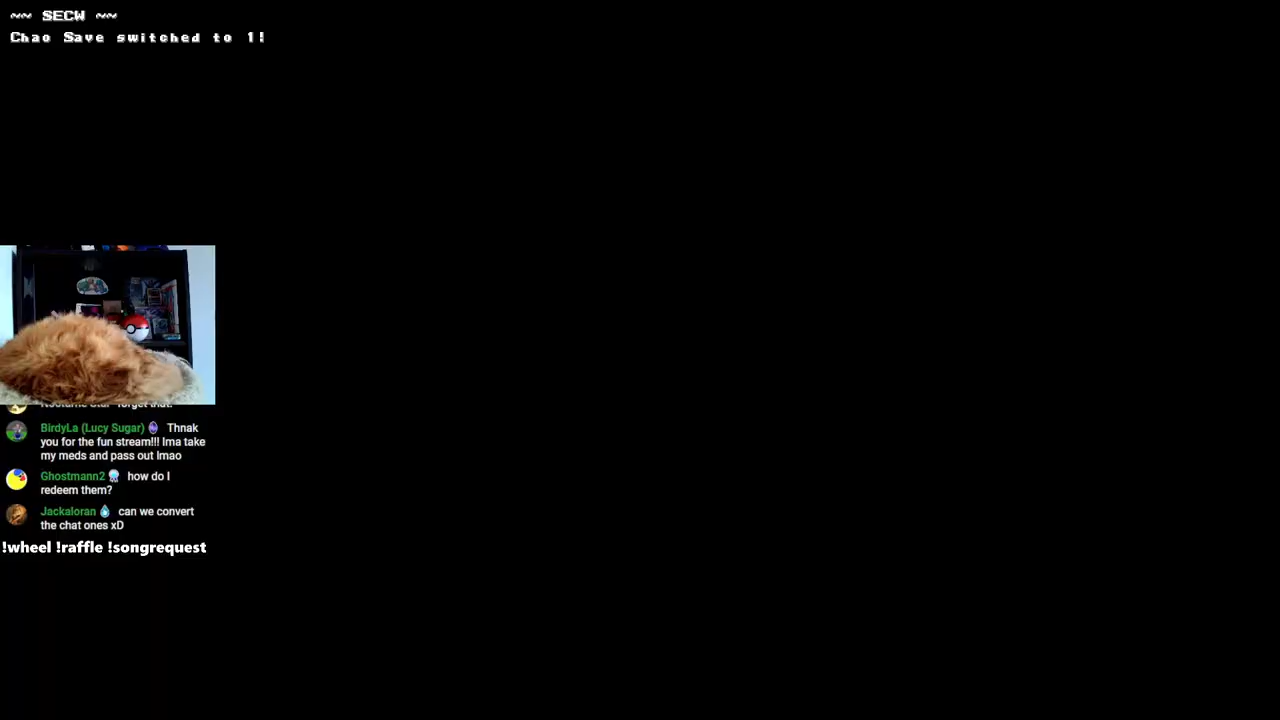 ~~ SECW ~~
Chao Save switched to 1!
forget that!
BirdyLa (Lucy Sugar) Thnak
you for the fun stream!!! Ima take
my meds and pass out lmao
Ghostmann2 how do I
redeem them?
Jackaloran can we convert
the chat ones xD
!wheel !raffle !songrequest